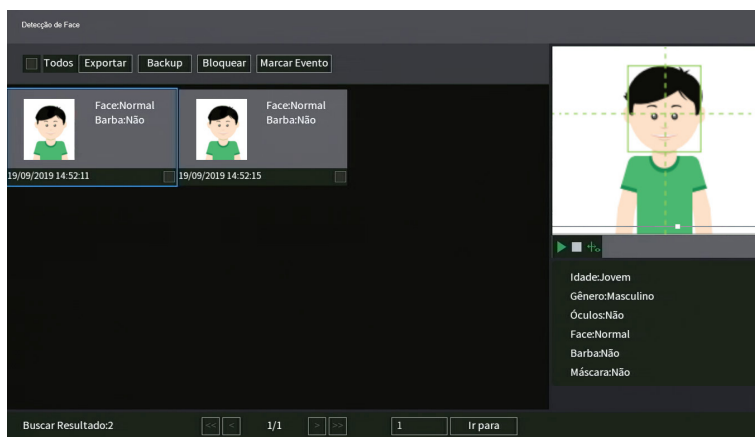 Detecção de Face
Todos Exportar Backup Bloquear Marcar Evento
Face:Normal
Barba:Não
19/09/2019 14:52:11
Face:Normal
Barba:Não
19/09/2019 14:52:15
Idade:Jovem
Gênero:Masculino
Óculos:Não
Face:Normal
Barba:Não
Máscara:Não
Buscar Resultado:2 << < 1/1 > >> 1 Ir para